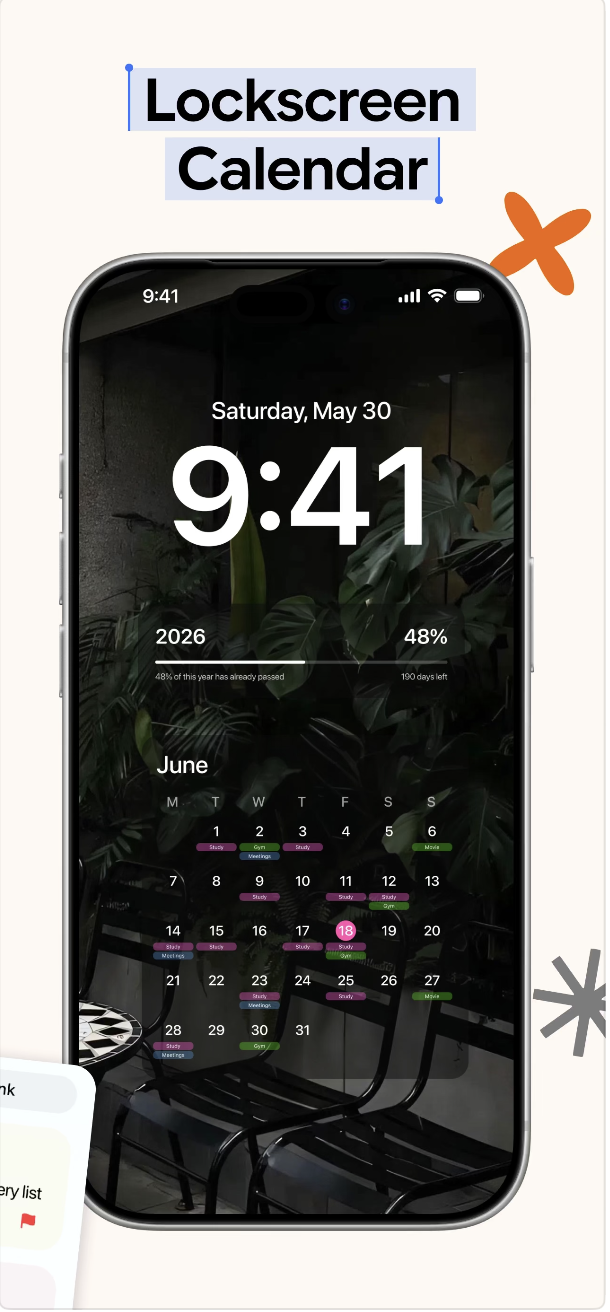 Lockscreen
Calendar
9:41
Saturday, May 30
9:41
2026 48%
48% of this year has already passed 190 days left
June
M T W T F S S
1 2 3 4 5 6
Study Gym Study Movie
Meetings
7 8 9 10 11 12 13
Study Study Study
Gym
14 15 16 17 18 19 20
Study Study Study Study
Meetings Gym
21 22 23 24 25 26 27
Study Study Movie
Meetings
28 29 30 31
Study Gym
Meetings
nk
ery list